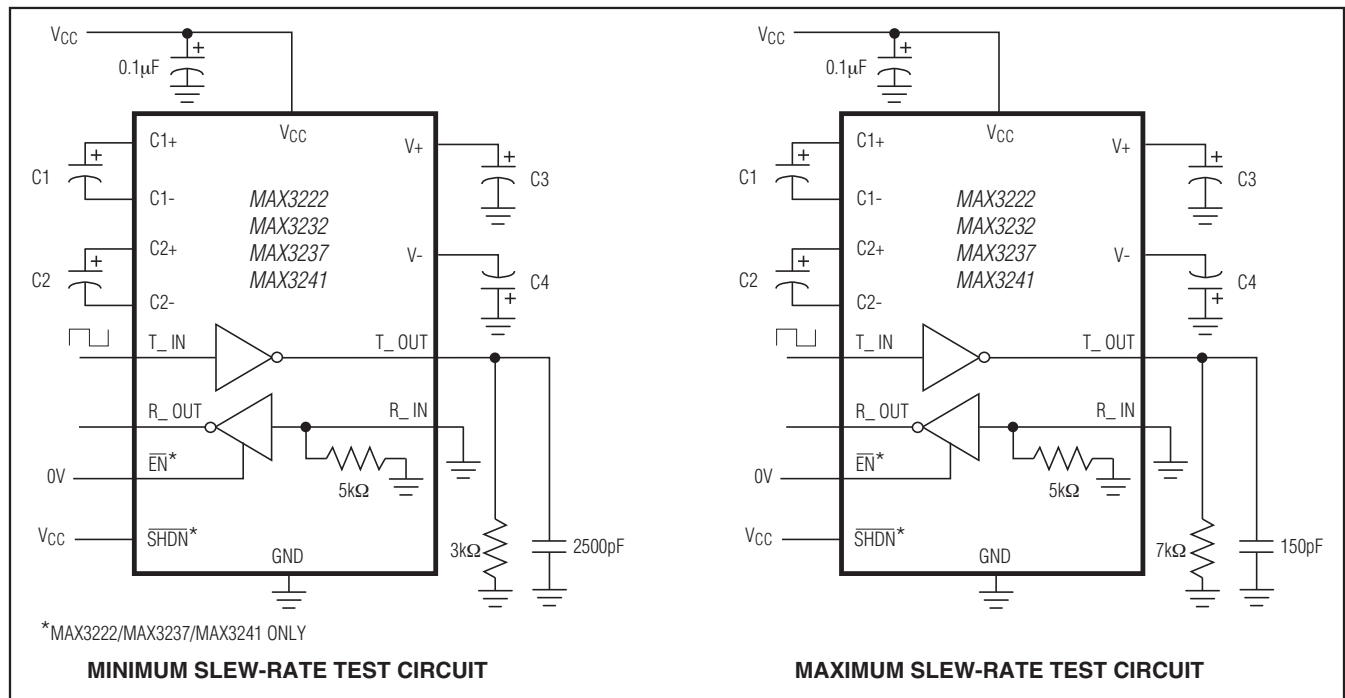 VCC
0.1µF
+
C1+
VCC
V+
C1
+
+
C3
C1-
MAX3222
MAX3232
MAX3237
MAX3241
C2+
V-
C2
+
C4
+
C2-
T_ IN
T_ OUT
R_ OUT
R_ IN
0V
EN*
5kΩ
VCC
SHDN*
GND
3kΩ
2500pF
*MAX3222/MAX3237/MAX3241 ONLY
MINIMUM SLEW-RATE TEST CIRCUIT
VCC
0.1µF
+
C1+
VCC
V+
C1
+
+
C3
C1-
MAX3222
MAX3232
MAX3237
MAX3241
C2+
V-
C2
+
C4
+
C2-
T_ IN
T_ OUT
R_ OUT
R_ IN
0V
EN*
5kΩ
VCC
SHDN*
GND
7kΩ
150pF
MAXIMUM SLEW-RATE TEST CIRCUIT